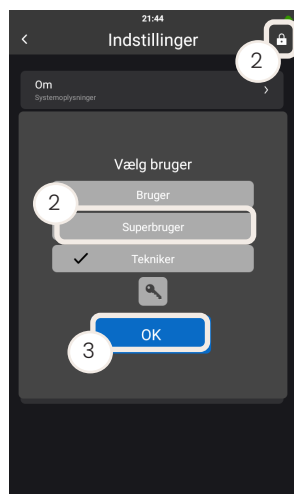 21:44
Indstillinger
2
Om
Systemoplysninger
Vælg bruger
Bruger
2
Superbruger
Tekniker
OK
3